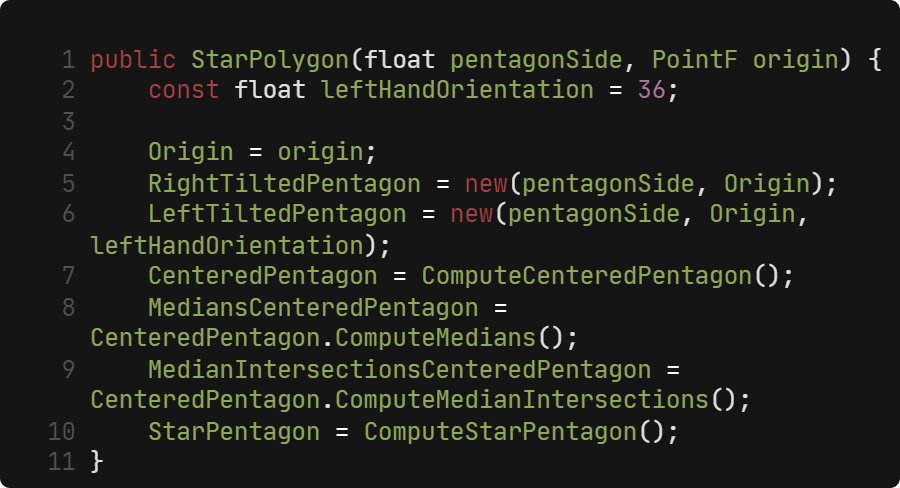 1 public StarPolygon(float pentagonSide, PointF origin) {
2     const float leftHandOrientation = 36;
3
4     Origin = origin;
5     RightTiltedPentagon = new(pentagonSide, Origin);
6     LeftTiltedPentagon = new(pentagonSide, Origin,
leftHandOrientation);
7     CenteredPentagon = ComputeCenteredPentagon();
8     MediansCenteredPentagon =
CenteredPentagon.ComputeMedians();
9     MedianIntersectionsCenteredPentagon =
CenteredPentagon.ComputeMedianIntersections();
10     StarPentagon = ComputeStarPentagon();
11 }